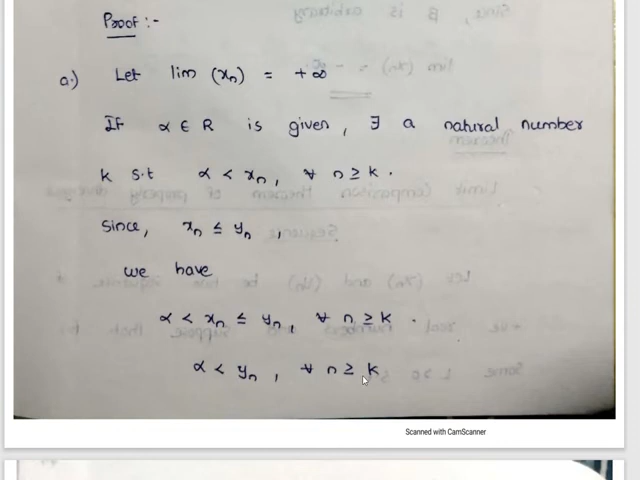 Proof :-
a.) Let lim (xn) = +∞
If α ∈ R is given, ∃ a natural number
k s.t α < xn, ∀ n ≥ k.
since, xn ≤ yn,
we have
α < xn ≤ yn, ∀ n ≥ k.
α < yn, ∀ n ≥ k
Scanned with CamScanner